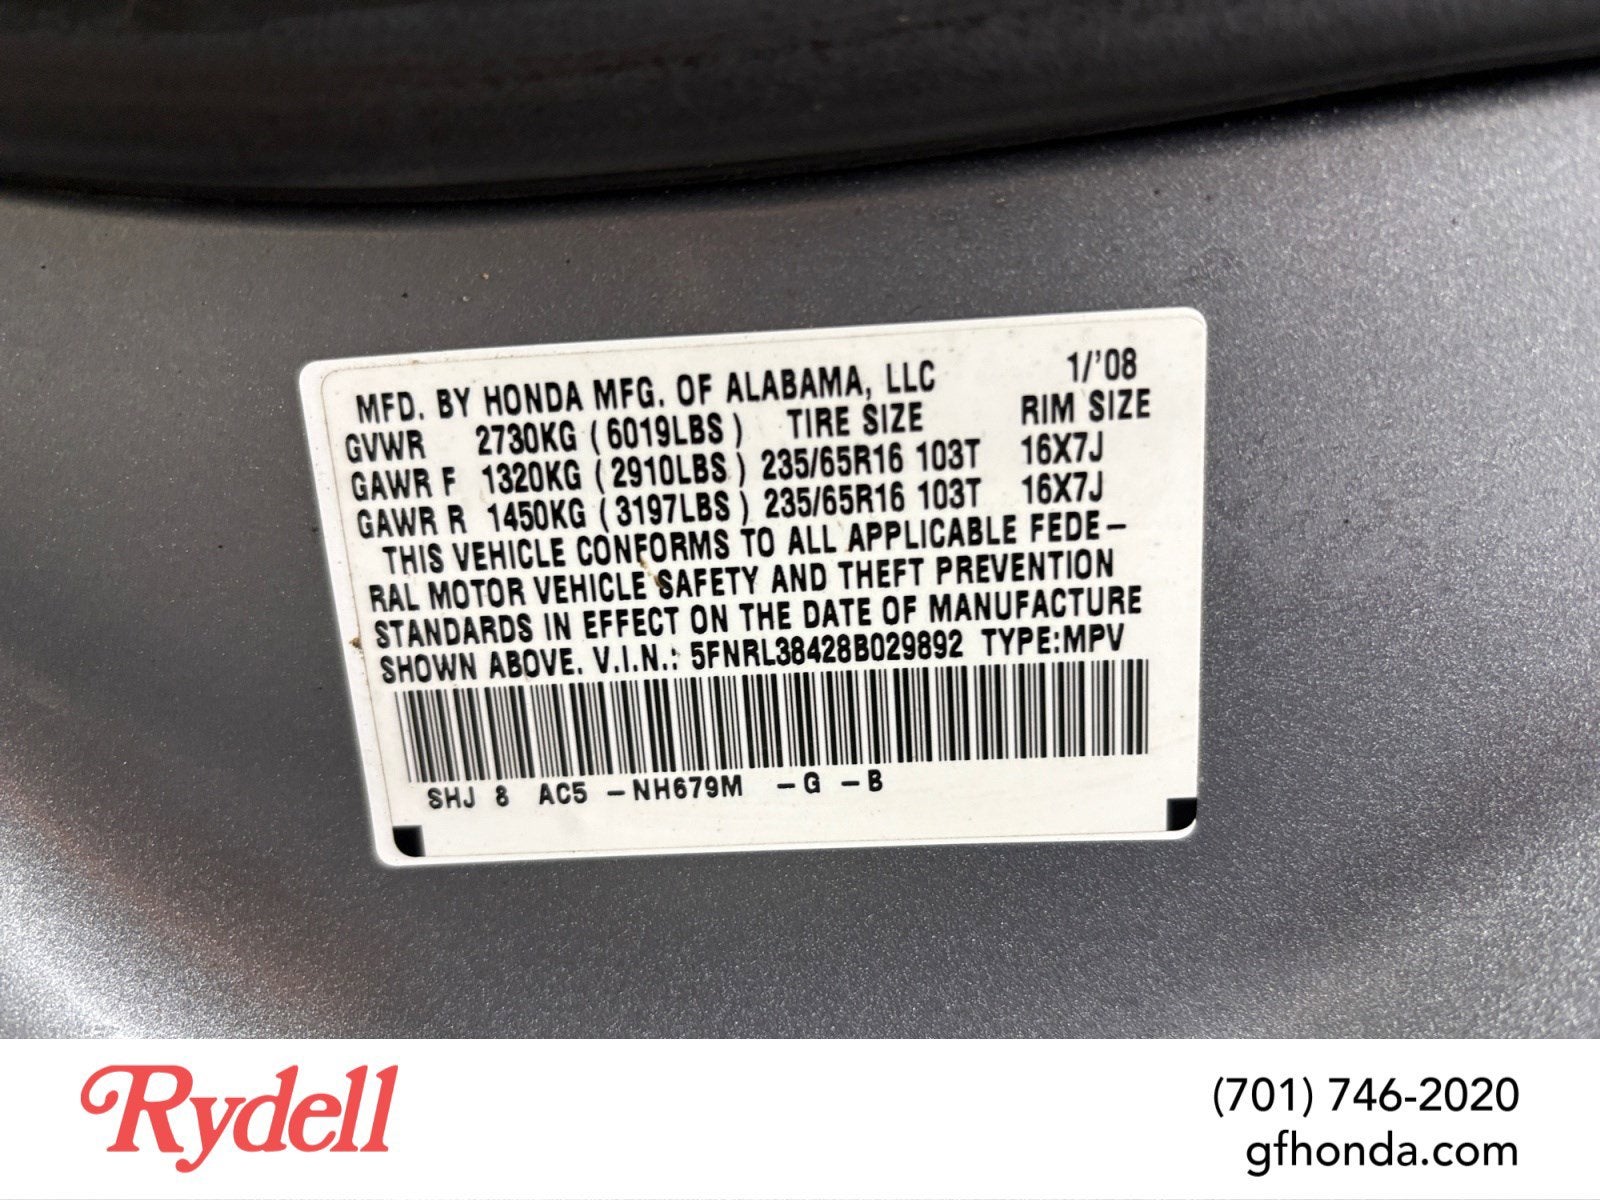 MFD. BY HONDA MFG. OF ALABAMA, LLC 1/'08
GVWR 2730KG ( 6019LBS ) TIRE SIZE RIM SIZE
GAWR F 1320KG ( 2910LBS ) 235/65R16 103T 16X7J
GAWR R 1450KG ( 3197LBS ) 235/65R16 103T 16X7J
THIS VEHICLE CONFORMS TO ALL APPLICABLE FEDE-
RAL MOTOR VEHICLE SAFETY AND THEFT PREVENTION
STANDARDS IN EFFECT ON THE DATE OF MANUFACTURE
SHOWN ABOVE. V.I.N.: 5FNRL38428B029892 TYPE:MPV
SHJ 8 AC5 -NH679M -G -B
Rydell
(701) 746-2020
gfhonda.com